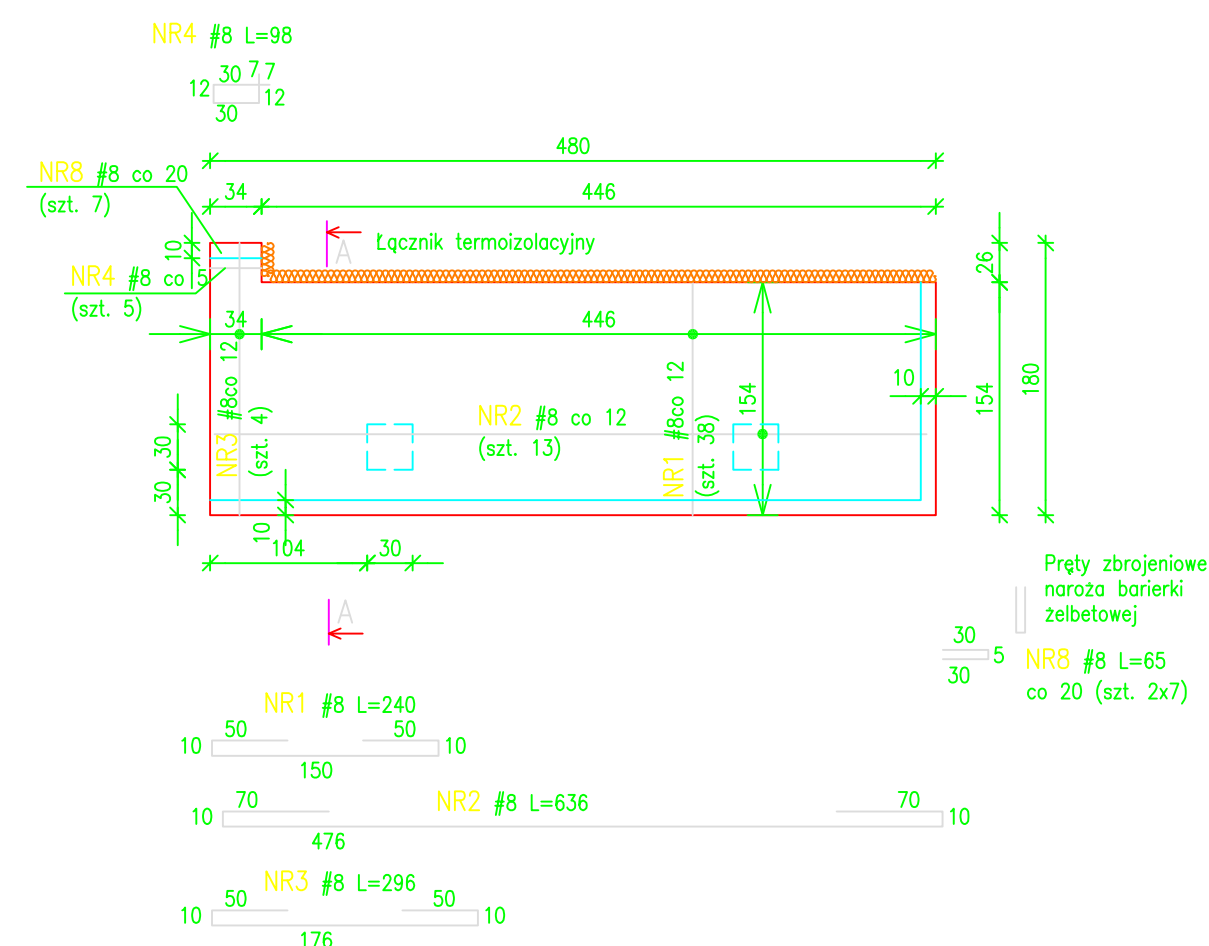 NR4 #8 L=98
30 7 7
12
12
30
480
NR8 #8 co 20
(szt. 7)
34
446
10
A
Łącznik termoizolacyjny
26
NR4 #8 co 5
(szt. 5)
34
446
NR3 #8co 12
(szt. 4)
NR2 #8 co 12
(szt. 13)
NR1 #8co 12
(szt. 38)
154
10
154
180
30
30
10
104
30
A
Pręty zbrojeniowe
naroża barierki
żelbetowej
30
5
30
NR8 #8 L=65
co 20 (szt. 2x7)
NR1 #8 L=240
50
50
10
10
150
NR2 #8 L=636
70
70
10
10
476
NR3 #8 L=296
50
50
10
10
176